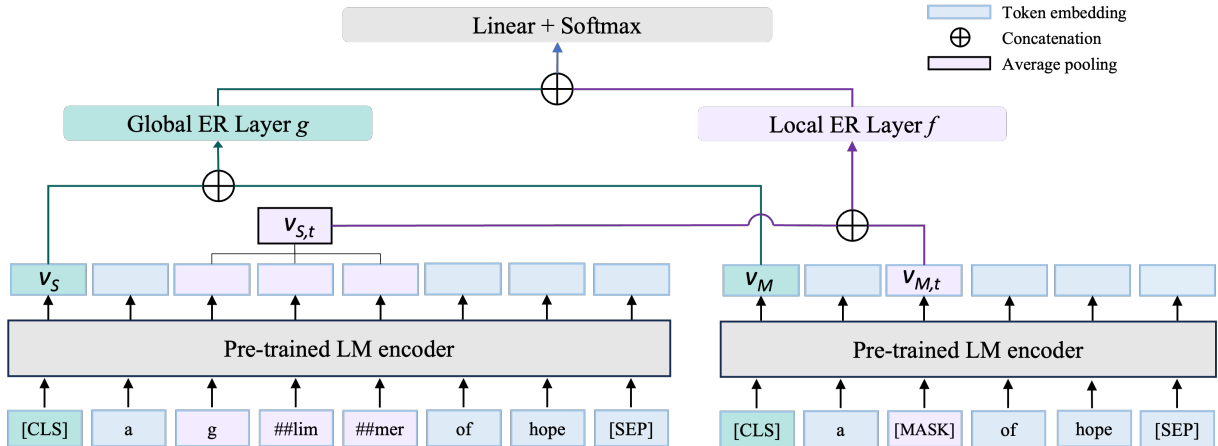 Linear + Softmax
Token embedding
Concatenation
Average pooling
Global ER Layer g
Local ER Layer f
v_{S,t}
v_S
v_M
v_{M,t}
Pre-trained LM encoder
Pre-trained LM encoder
[CLS] a g ##lim ##mer of hope [SEP]
[CLS] a [MASK] of hope [SEP]